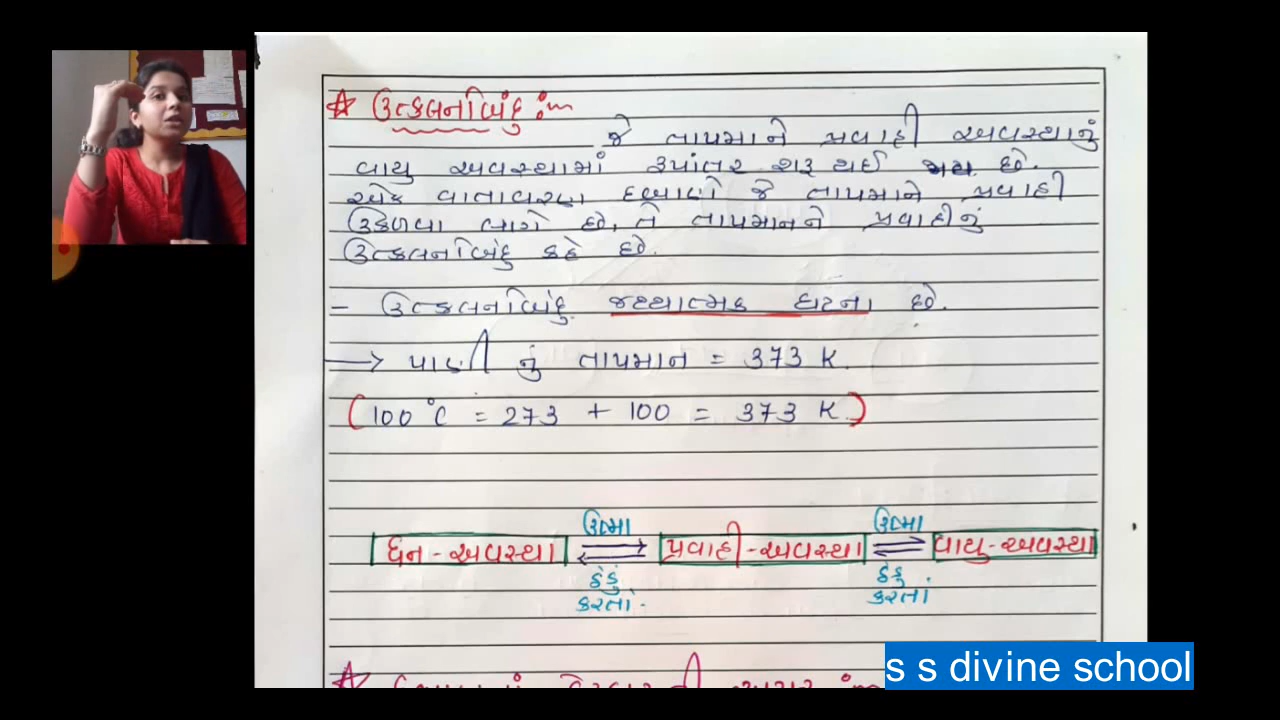 ☆ ઉત્કલનબિંદુ :~
જે તાપમાને પ્રવાહી અવસ્થાનું
વાયુ અવસ્થામાં રૂપાંતર શરૂ થઈ જાય છે.
એક વાતાવરણ દબાણે જે તાપમાને પ્રવાહી
ઉકળવા લાગે છે, તે તાપમાનને પ્રવાહીનું
ઉત્કલનબિંદુ કહે છે.
- ઉત્કલનબિંદુ જથ્થાત્મક ઘટના છે.
→ પાણી નું તાપમાન = 373 K.
(100 °C = 273 + 100 = 373 K)
ઉષ્મા ઉષ્મા
ઘન - અવસ્થા ⇌ પ્રવાહી - અવસ્થા ⇌ વાયુ - અવસ્થા
ઠંડું ઠંડુ
કરતાં. કરતાં
s s divine school